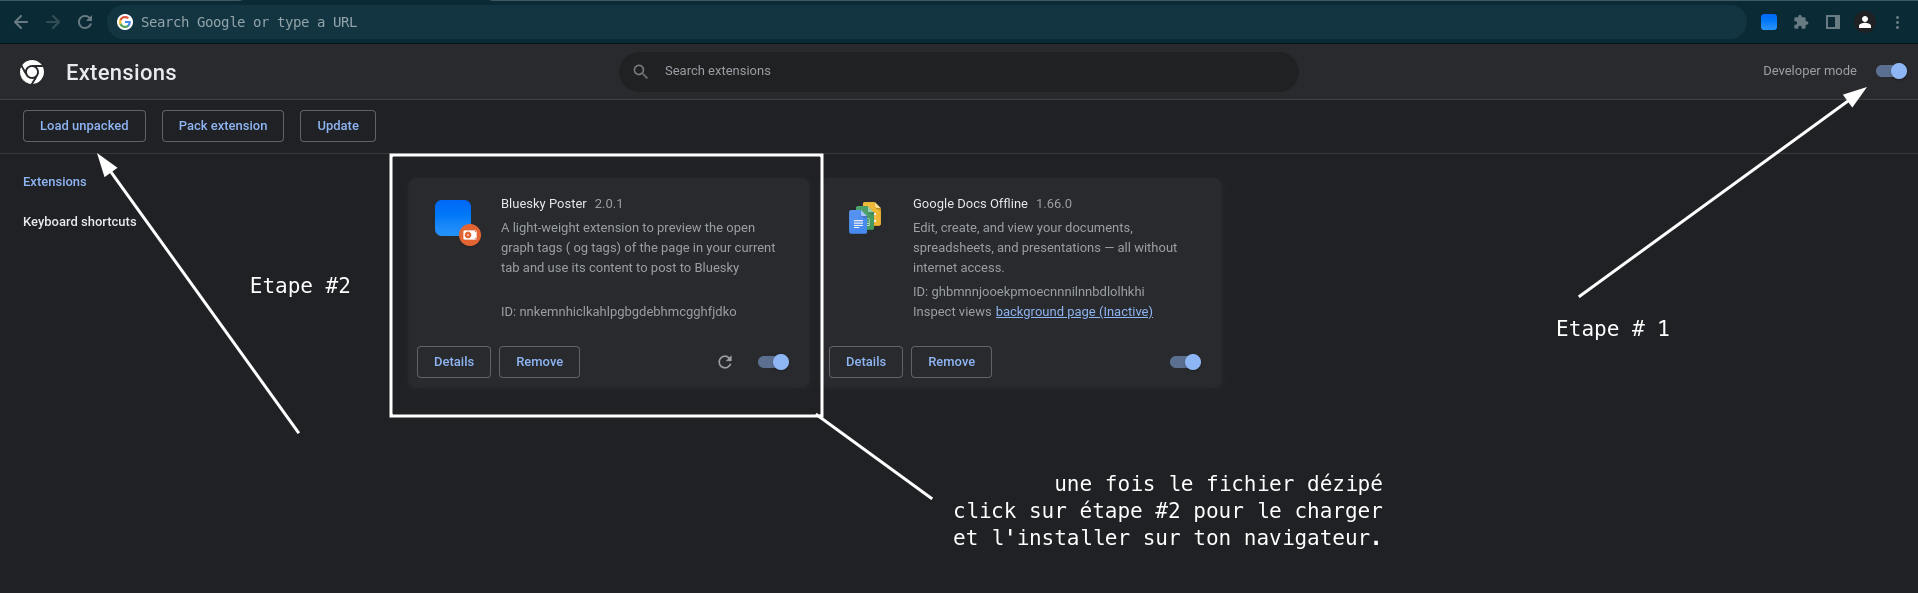 Search Google or type a URL
Extensions
Search extensions
Developer mode
Load unpacked
Pack extension
Update
Extensions
Keyboard shortcuts
Etape #2
Bluesky Poster 2.0.1
A light-weight extension to preview the open
graph tags ( og tags) of the page in your current
tab and use its content to post to Bluesky
ID: nnkemnhiclkahlpgbgdebhmcgghfjdko
Details
Remove
Google Docs Offline 1.66.0
Edit, create, and view your documents,
spreadsheets, and presentations — all without
internet access.
ID: ghbmnnjooekpmoecnnnilnnbdlolhkhi
Inspect views background page (Inactive)
Details
Remove
Etape # 1
une fois le fichier dézipé
click sur étape #2 pour le charger
et l'installer sur ton navigateur.